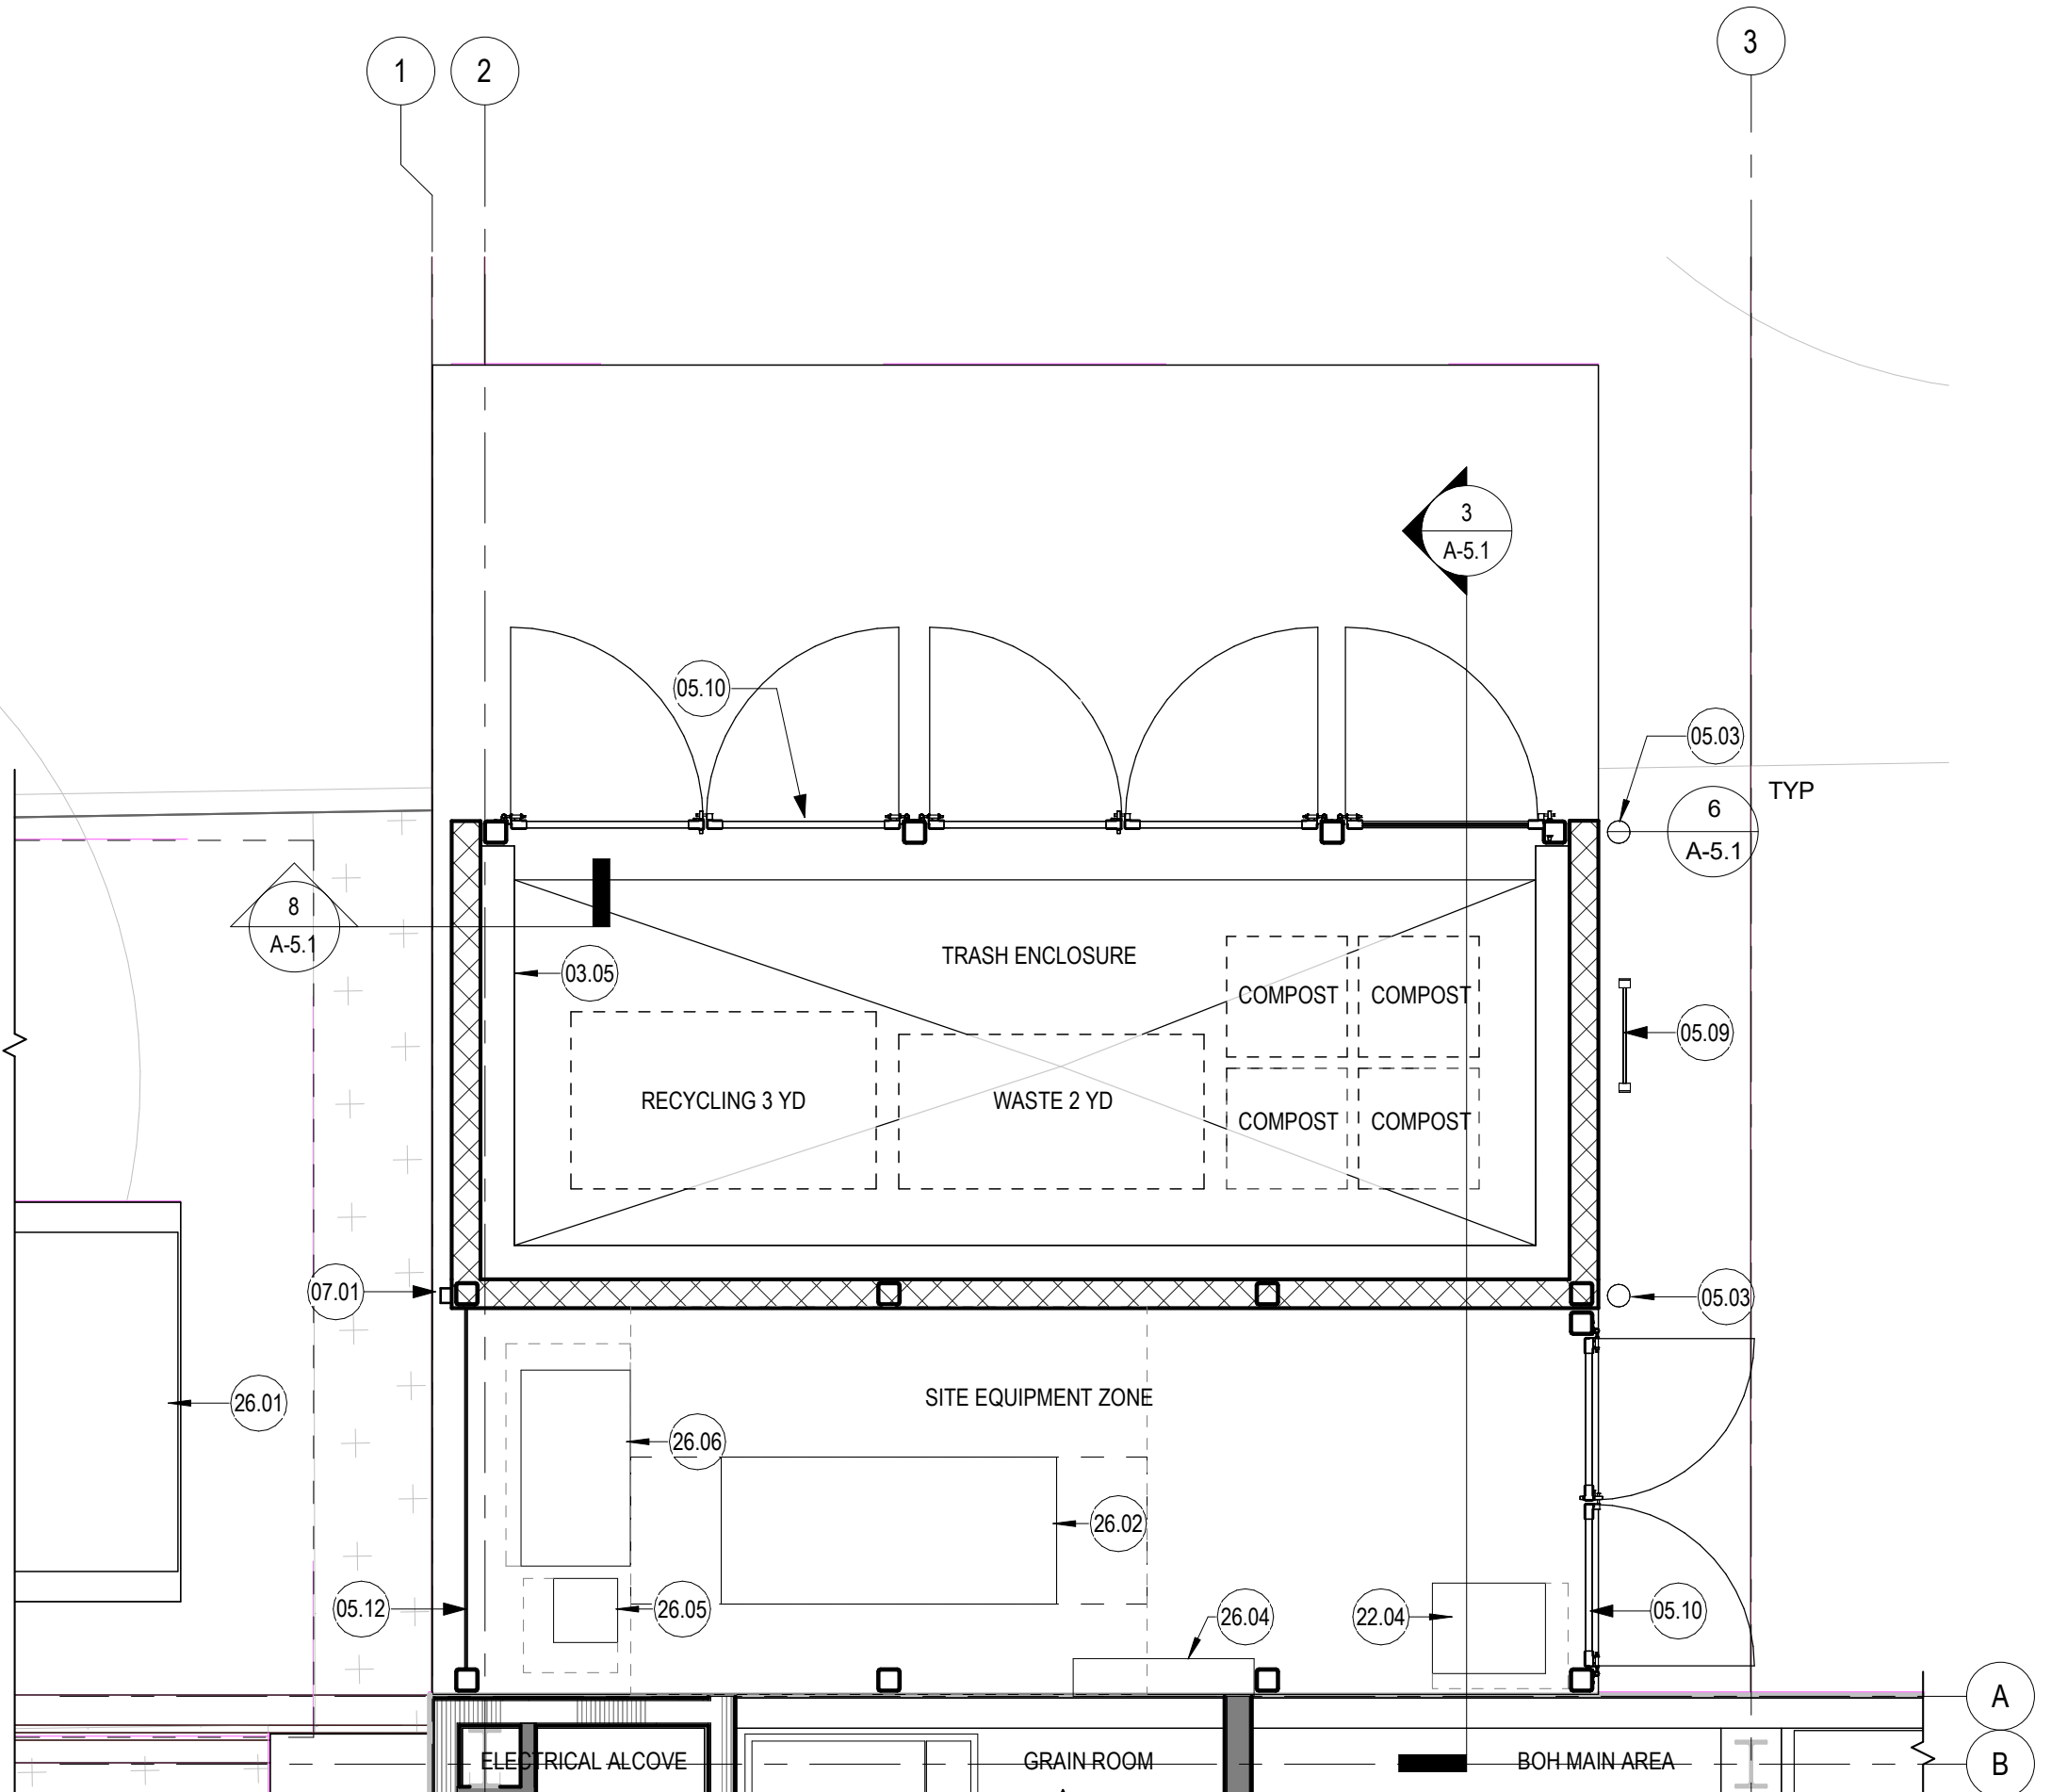 1
2
3
3
A-5.1
05.10
05.03
TYP
6
A-5.1
8
A-5.1
TRASH ENCLOSURE
03.05
COMPOST
COMPOST
05.09
RECYCLING 3 YD
WASTE 2 YD
COMPOST
COMPOST
07.01
05.03
26.01
SITE EQUIPMENT ZONE
26.06
26.02
05.12
26.05
26.04
22.04
05.10
A
ELECTRICAL ALCOVE
GRAIN ROOM
BOH MAIN AREA
B